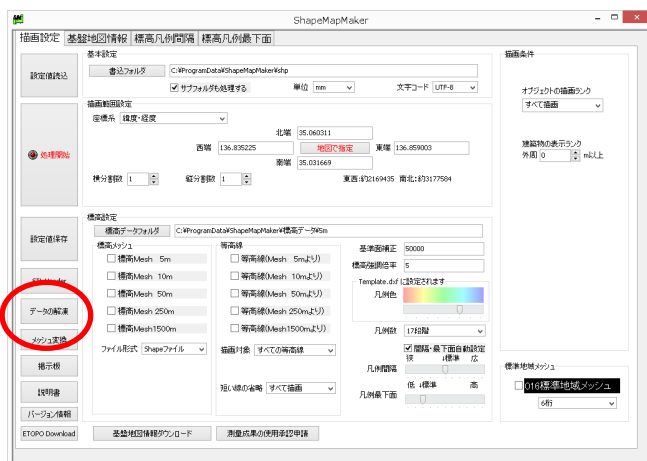 ShapeMapMaker
描画設定 基盤地図情報 標高凡例間隔 標高凡例最下面
基本設定
設定値読込
書込フォルダ C:¥ProgramData¥ShapeMapMaker¥shp
サブフォルダも処理する 単位 mm 文字コード UTF-8
描画条件
オブジェクトの描画ランク
すべて描画
建築物の表示ランク
外周 0 m以上
描画範囲設定
座標系 緯度・経度
北端 35.060311
西端 136.835225 地図で指定 東端 136.859003
南端 35.031669
横分割数 1 縦分割数 1 東西:約2169435 南北:約3177584
処理開始
標高設定
標高データフォルダ C:¥ProgramData¥ShapeMapMaker¥標高データ¥5m
設定値保存
標高メッシュ
標高Mesh 5m
標高Mesh 10m
標高Mesh 50m
標高Mesh 250m
標高Mesh1500m
ファイル形式 Shapeファイル
等高線
等高線(Mesh 5mより)
等高線(Mesh 10mより)
等高線(Mesh 50mより)
等高線(Mesh 250mより)
等高線(Mesh1500mより)
描画対象 すべての等高線
短い線の省略 すべて描画
基準面補正 50000
標高強調倍率 5
Template.dxf に設定されます
凡例色
凡例数 17段階
間隔・最下面自動設定
狭 ↓標準 広
凡例間隔
低 ↓標準 高
凡例最下面
標準地域メッシュ
016標準地域メッシュ
6桁
データの解凍
メッシュ変換
掲示板
説明書
バージョン情報
ETOPO Download 基盤地図情報ダウンロード 測量成果の使用承認申請